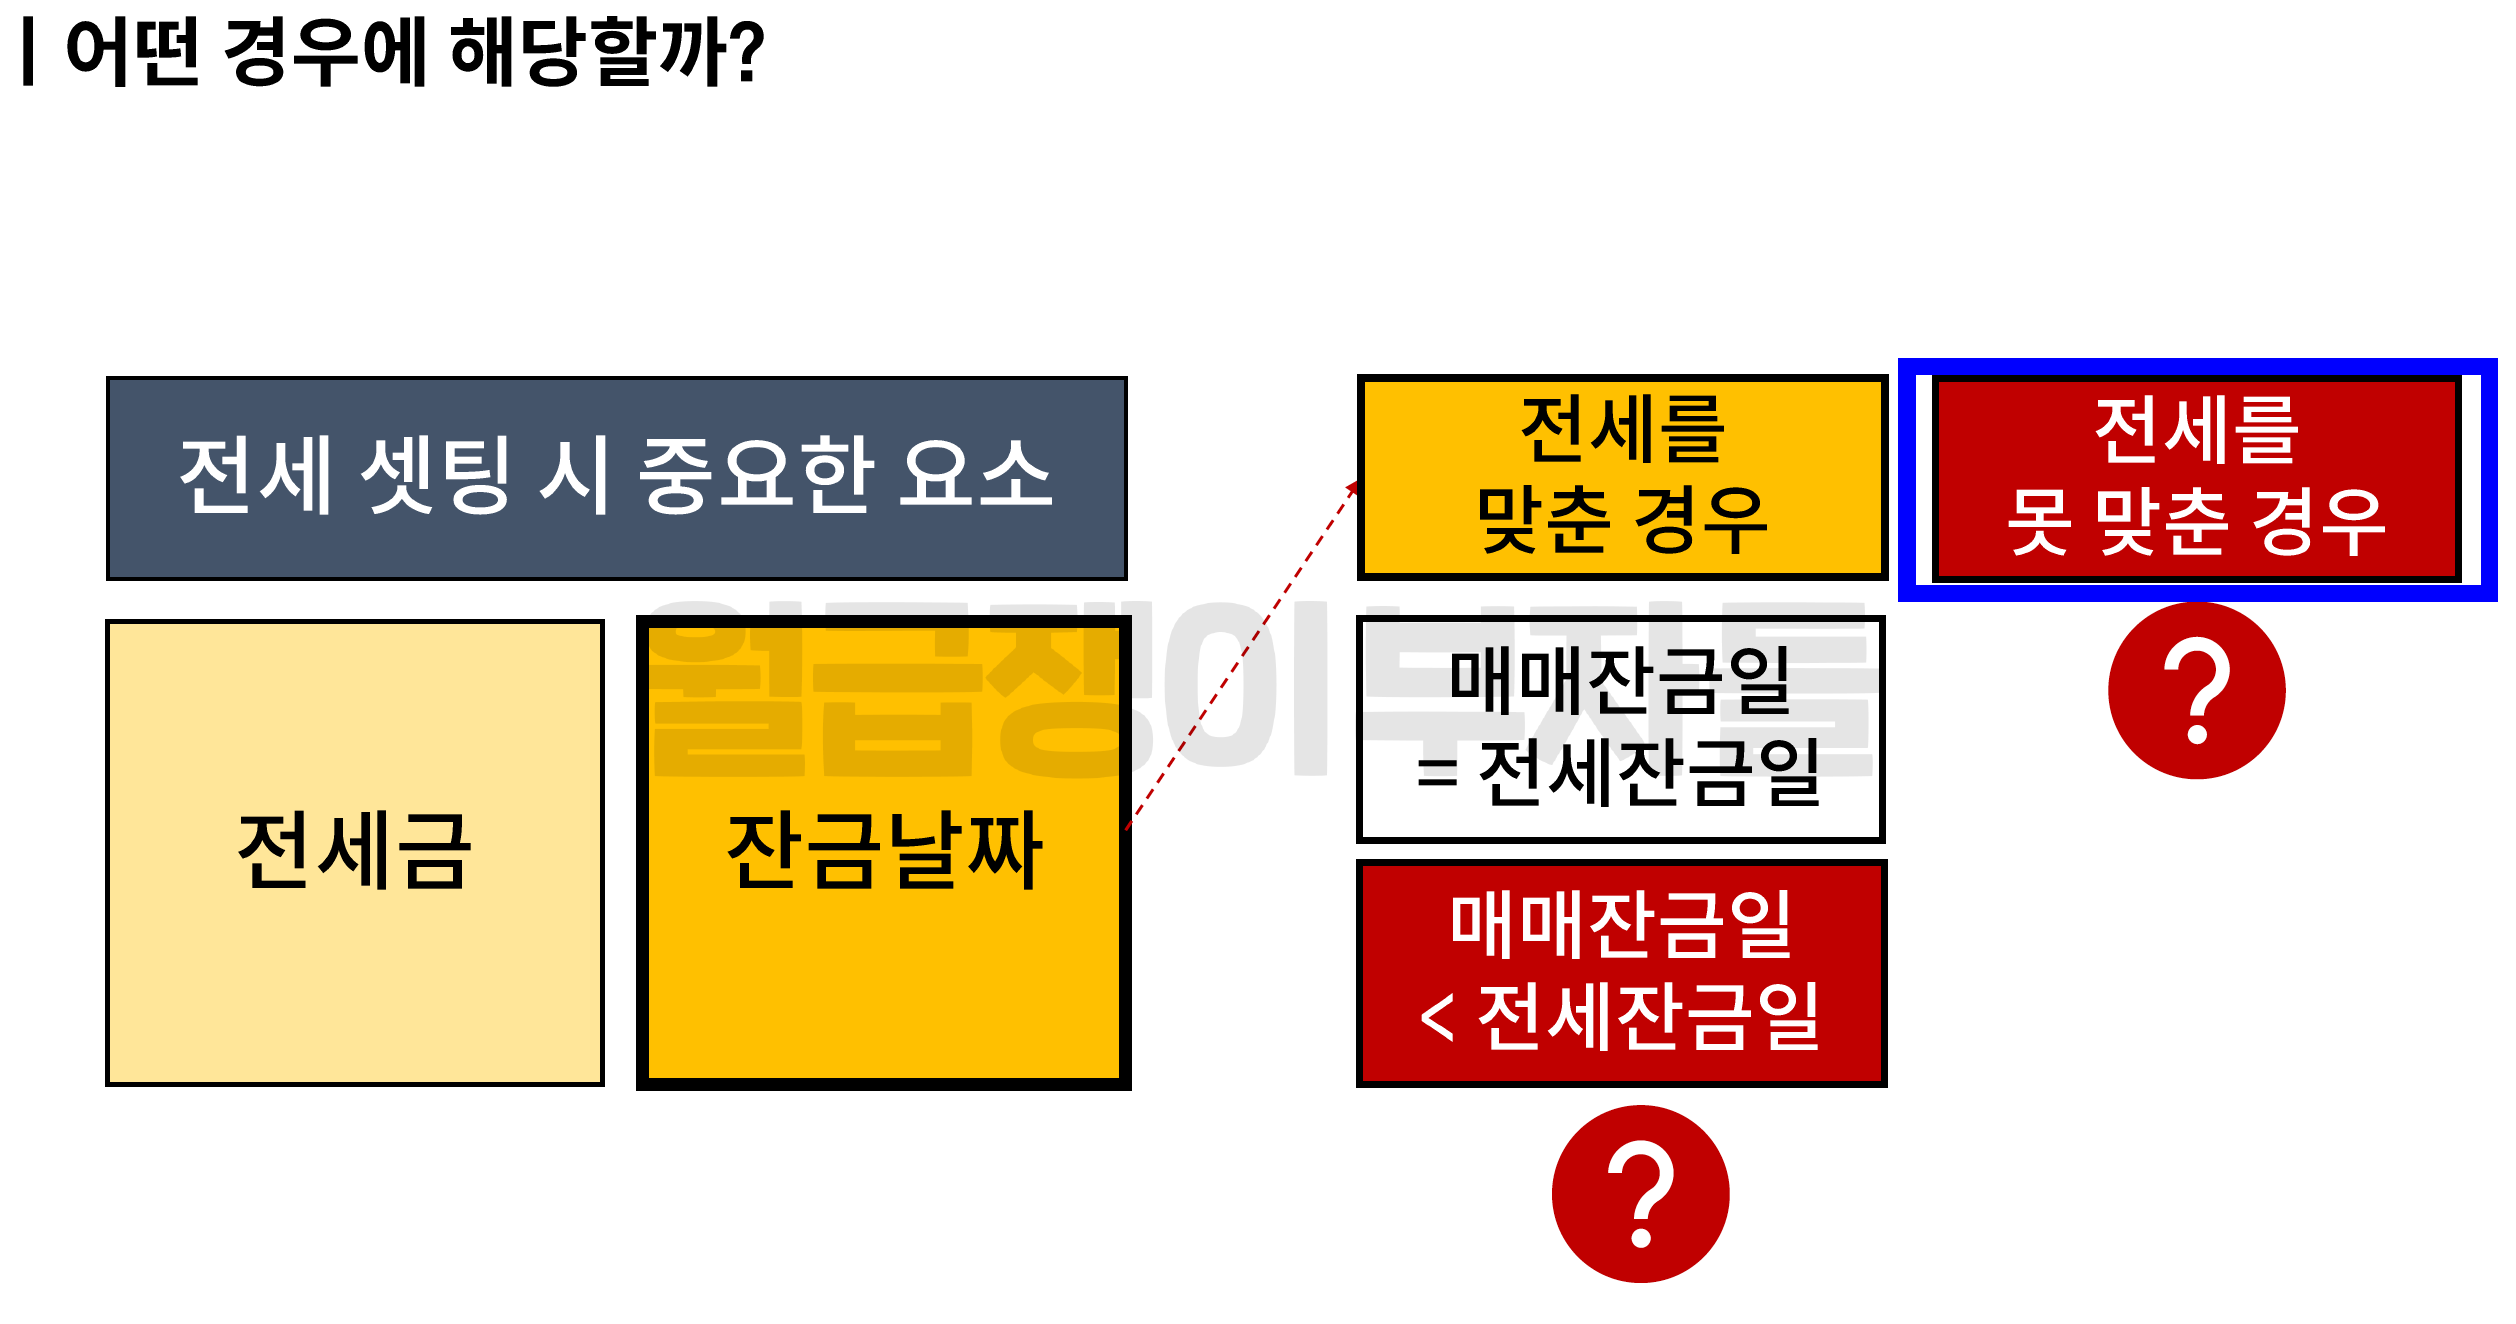 | 어떤 경우에 해당할까?
전세 셋팅 시 중요한 요소
전세금
잔금날짜
전세를
맞춘 경우
매매잔금일
= 전세잔금일
매매잔금일
< 전세잔금일
?
전세를
못 맞춘 경우
?
월급쟁이부자들